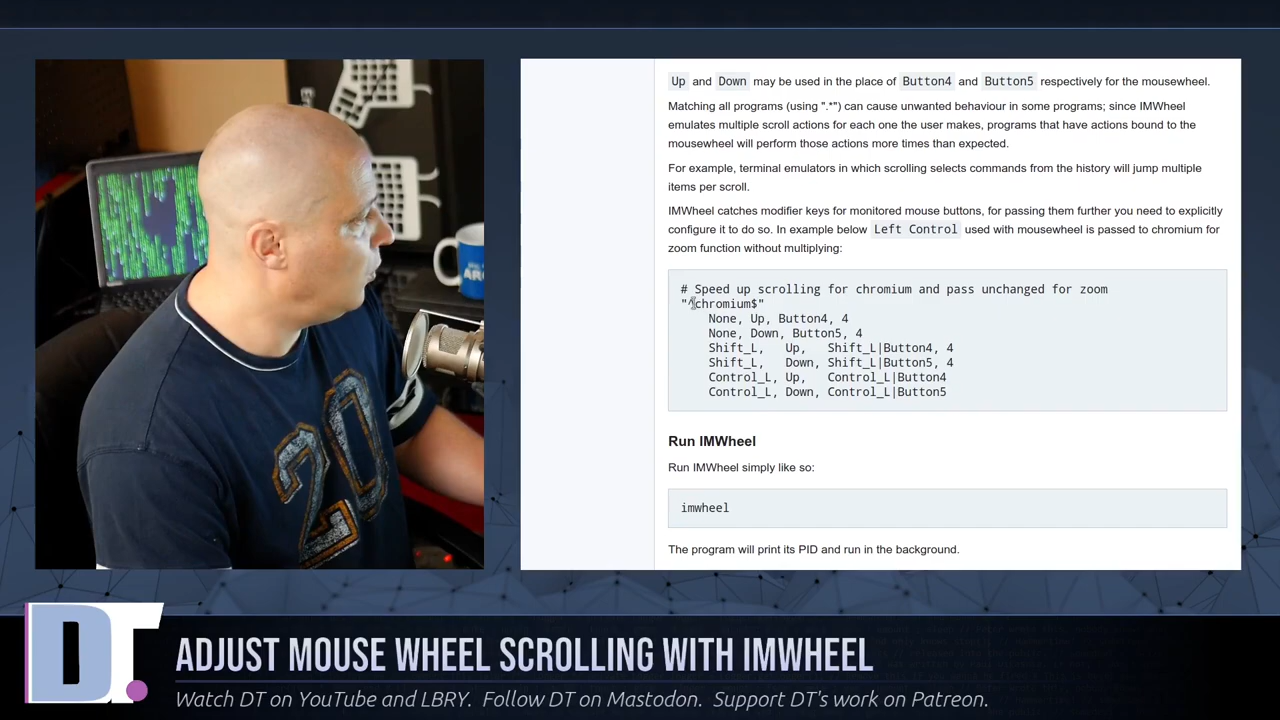 Up and Down may be used in the place of Button4 and Button5 respectively for the mousewheel.
Matching all programs (using ".*") can cause unwanted behaviour in some programs; since IMWheel
emulates multiple scroll actions for each one the user makes, programs that have actions bound to the
mousewheel will perform those actions more times than expected.
For example, terminal emulators in which scrolling selects commands from the history will jump multiple
items per scroll.
IMWheel catches modifier keys for monitored mouse buttons, for passing them further you need to explicitly
configure it to do so. In example below Left Control used with mousewheel is passed to chromium for
zoom function without multiplying:
# Speed up scrolling for chromium and pass unchanged for zoom
"^chromium$"
None, Up, Button4, 4
None, Down, Button5, 4
Shift_L, Up, Shift_L|Button4, 4
Shift_L, Down, Shift_L|Button5, 4
Control_L, Up, Control_L|Button4
Control_L, Down, Control_L|Button5
Run IMWheel
Run IMWheel simply like so:
imwheel
The program will print its PID and run in the background.
20
DT.
ADJUST MOUSE WHEEL SCROLLING WITH IMWHEEL
Watch DT on YouTube and LBRY. Follow DT on Mastodon. Support DT's work on Patreon.